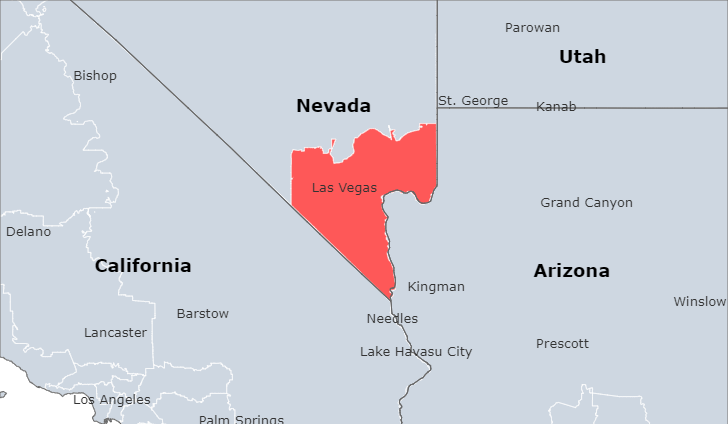 Parowan
Utah
Bishop
Nevada
St. George
Kanab
Las Vegas
Grand Canyon
Delano
California
Arizona
Kingman
Winslow
Barstow
Needles
Lancaster
Prescott
Lake Havasu City
Los Angeles
Palm Springs